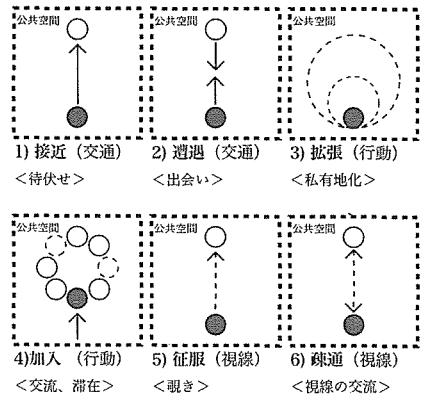 公共空間 公共空間 公共空間
1) 接近（交通） 2) 遭遇（交通） 3) 拡張（行動）
＜待伏せ＞ ＜出会い＞ ＜私有地化＞
公共空間 公共空間 公共空間
4)加入 （行動） 5) 征服（視線） 6) 疎通（視線）
＜交流、滞在＞ ＜覗き＞ ＜視線の交流＞